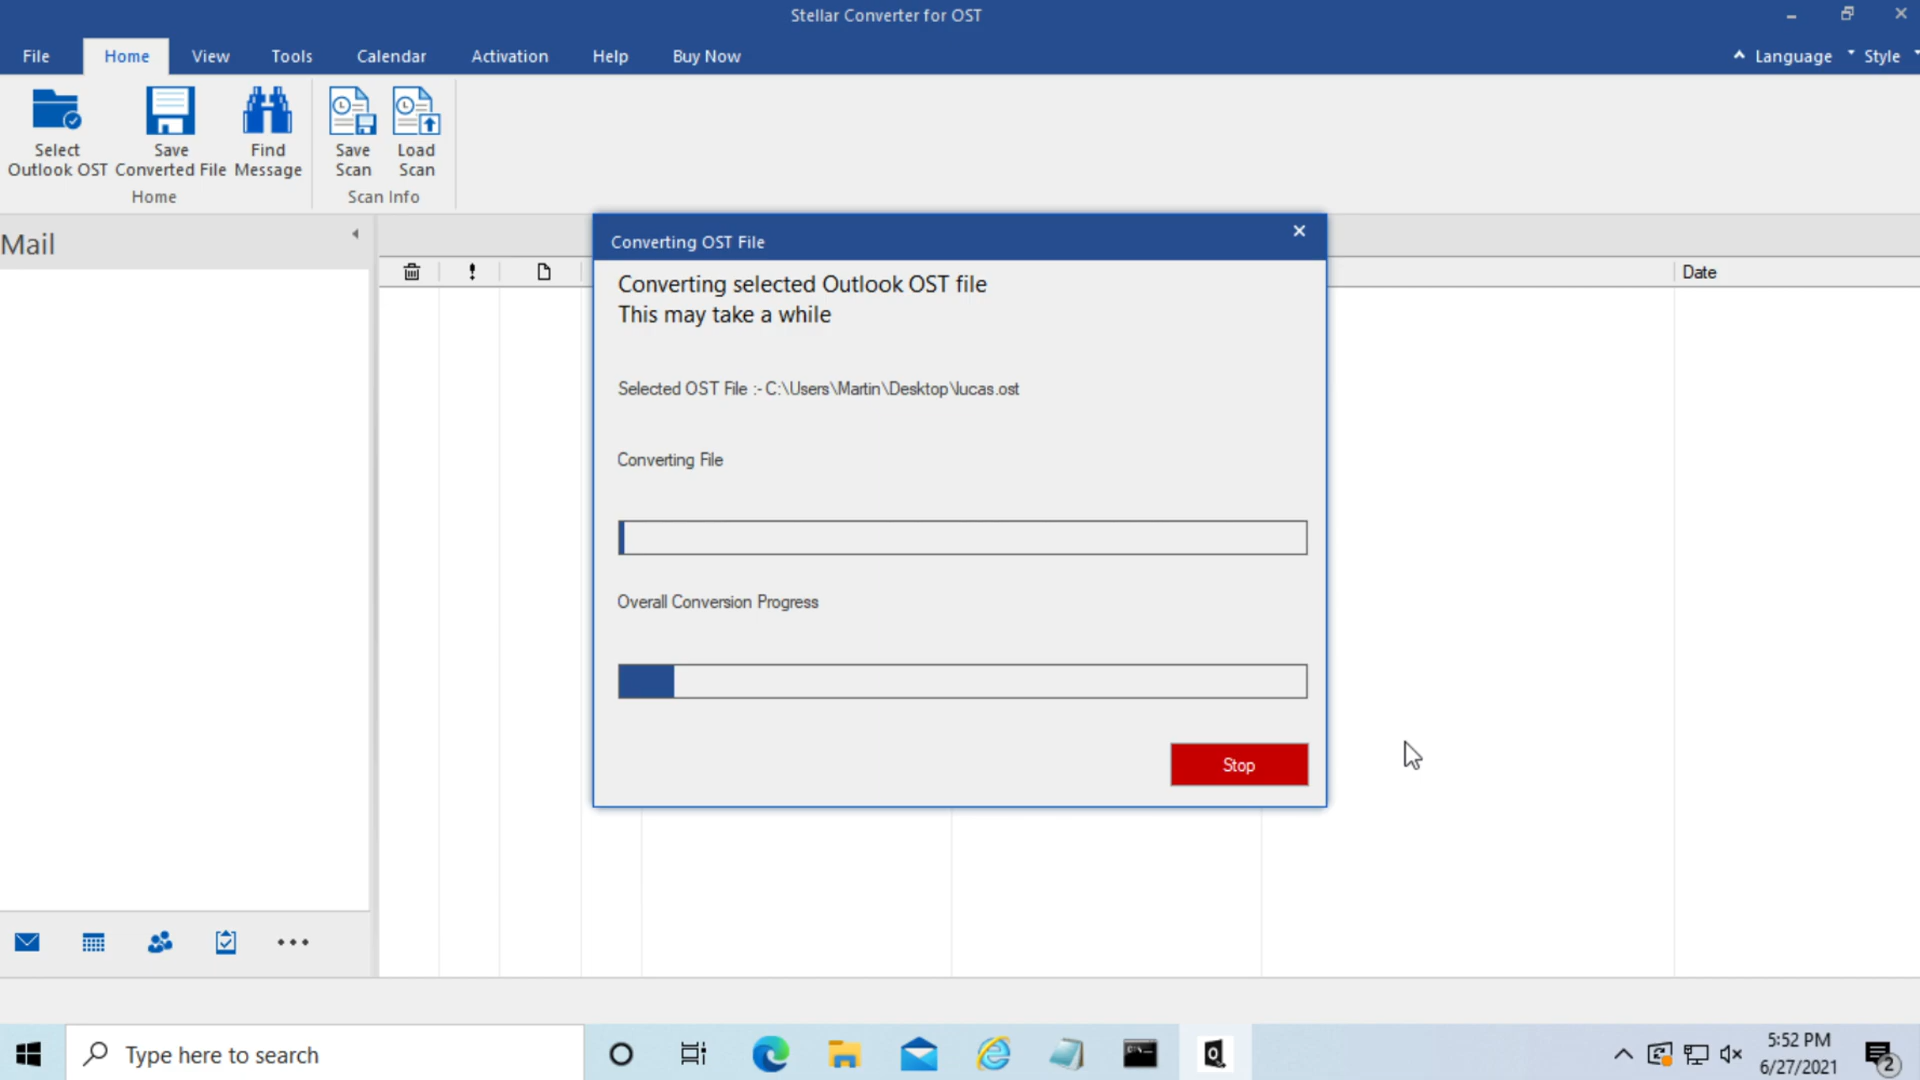 Stellar Converter for OST
File Home View Tools Calendar Activation Help Buy Now Language Style
Select Outlook OST
Save Converted File
Find Message
Save Scan
Load Scan
Home
Scan Info
Mail
Date
Converting OST File
Converting selected Outlook OST file
This may take a while
Selected OST File :- C:\Users\Martin\Desktop\lucas.ost
Converting File
Overall Conversion Progress
Stop
Type here to search
5:52 PM
6/27/2021
2